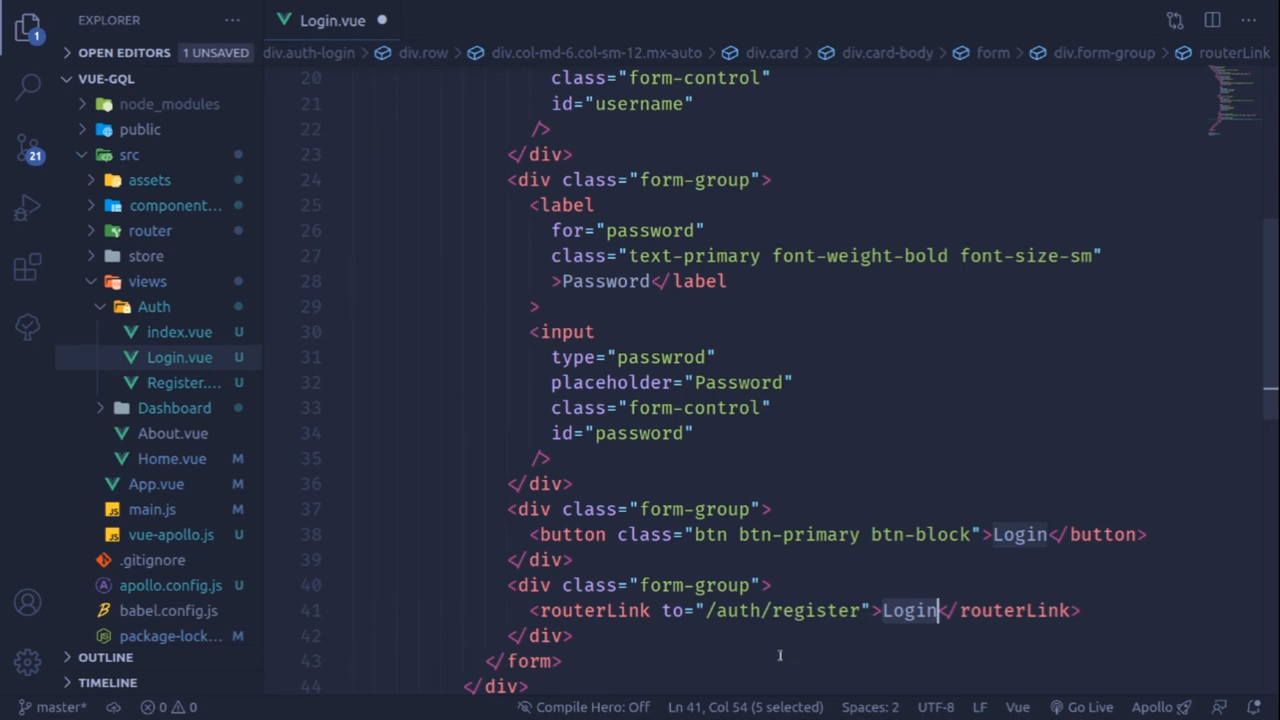 EXPLORER
OPEN EDITORS 1 UNSAVED
VUE-GQL
node_modules
public
src
assets
component...
router
store
views
Auth
index.vue U
Login.vue U
Register.... U
Dashboard
About.vue
Home.vue M
App.vue M
main.js M
vue-apollo.js U
.gitignore
apollo.config.js U
babel.config.js
package-lock... M
OUTLINE
TIMELINE
1
21
Login.vue
div.auth-login > div.row > div.col-md-6.col-sm-12.mx-auto > div.card > div.card-body > form > div.form-group > routerLink
20 class="form-control"
21 id="username"
22 />
23 </div>
24 <div class="form-group">
25 <label
26 for="password"
27 class="text-primary font-weight-bold font-size-sm"
28 >Password</label
29 >
30 <input
31 type="passwrod"
32 placeholder="Password"
33 class="form-control"
34 id="password"
35 />
36 </div>
37 <div class="form-group">
38 <button class="btn btn-primary btn-block">Login</button>
39 </div>
40 <div class="form-group">
41 <routerLink to="/auth/register">Login</routerLink>
42 </div>
43 </form>
44 </div>
master* 0 0 Compile Hero: Off Ln 41, Col 54 (5 selected) Spaces: 2 UTF-8 LF Vue Go Live Apollo